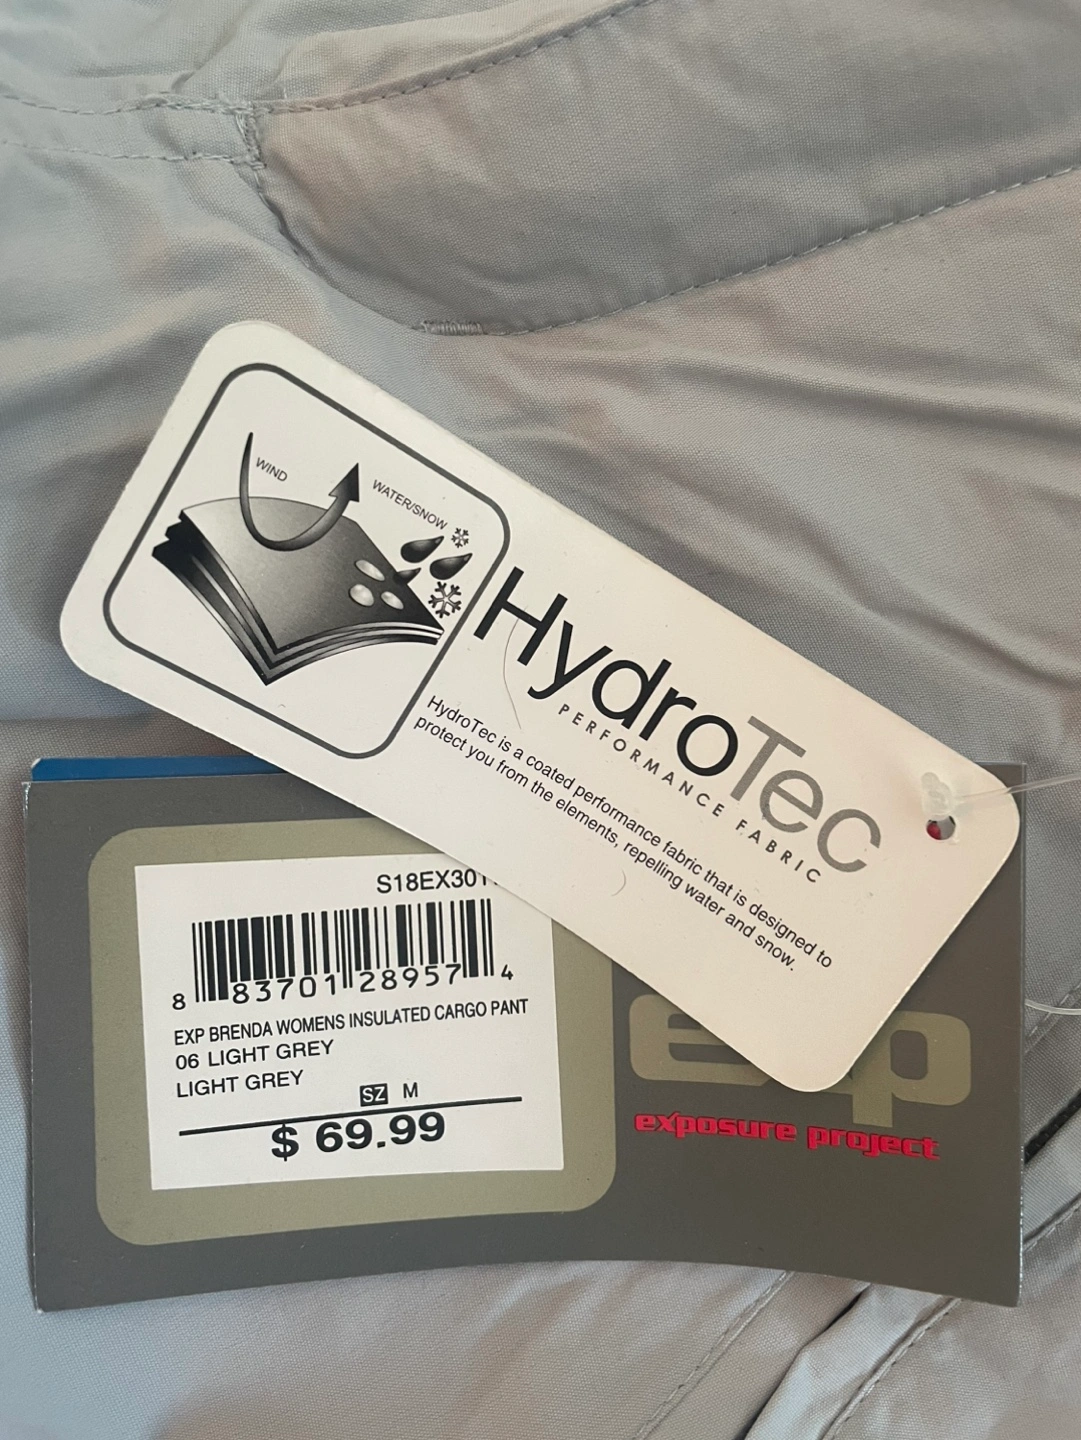 WIND
WATER/SNOW
HydroTec
PERFORMANCE FABRIC
HydroTec is a coated performance fabric that is designed to
protect you from the elements, repelling water and snow.
8 83701 28957 4
EXP BRENDA WOMENS INSULATED CARGO PANT
06 LIGHT GREY
LIGHT GREY
SZ M
$ 69.99
exp
exposure project